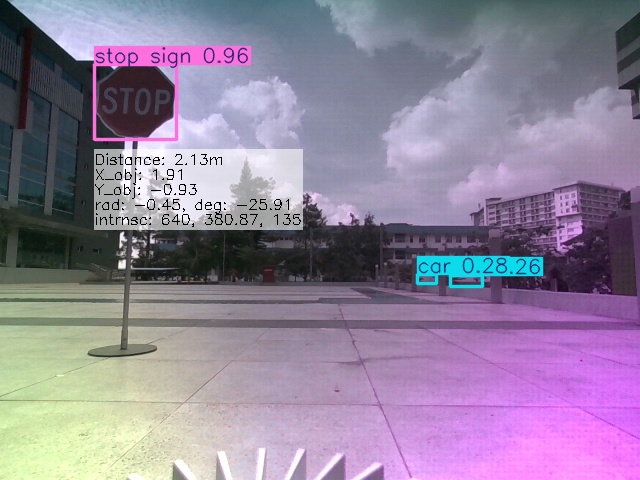 stop sign 0.96
STOP
Distance: 2.13m
X_obj: 1.91
Y_obj: -0.93
rad: -0.45, deg: -25.91
intrnsc: 640, 380.87, 135
car 0.28.26